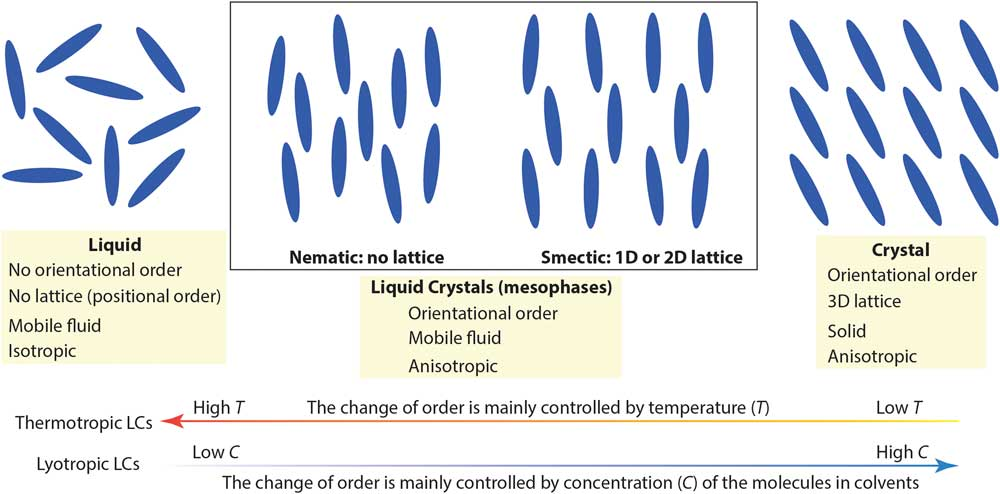 Liquid
No orientational order
No lattice (positional order)
Mobile fluid
Isotropic
Nematic: no lattice
Smectic: 1D or 2D lattice
Liquid Crystals (mesophases)
Orientational order
Mobile fluid
Anisotropic
Crystal
Orientational order
3D lattice
Solid
Anisotropic
Thermotropic LCs
High T
The change of order is mainly controlled by temperature (T)
Low T
Lyotropic LCs
Low C
High C
The change of order is mainly controlled by concentration (C) of the molecules in colvents